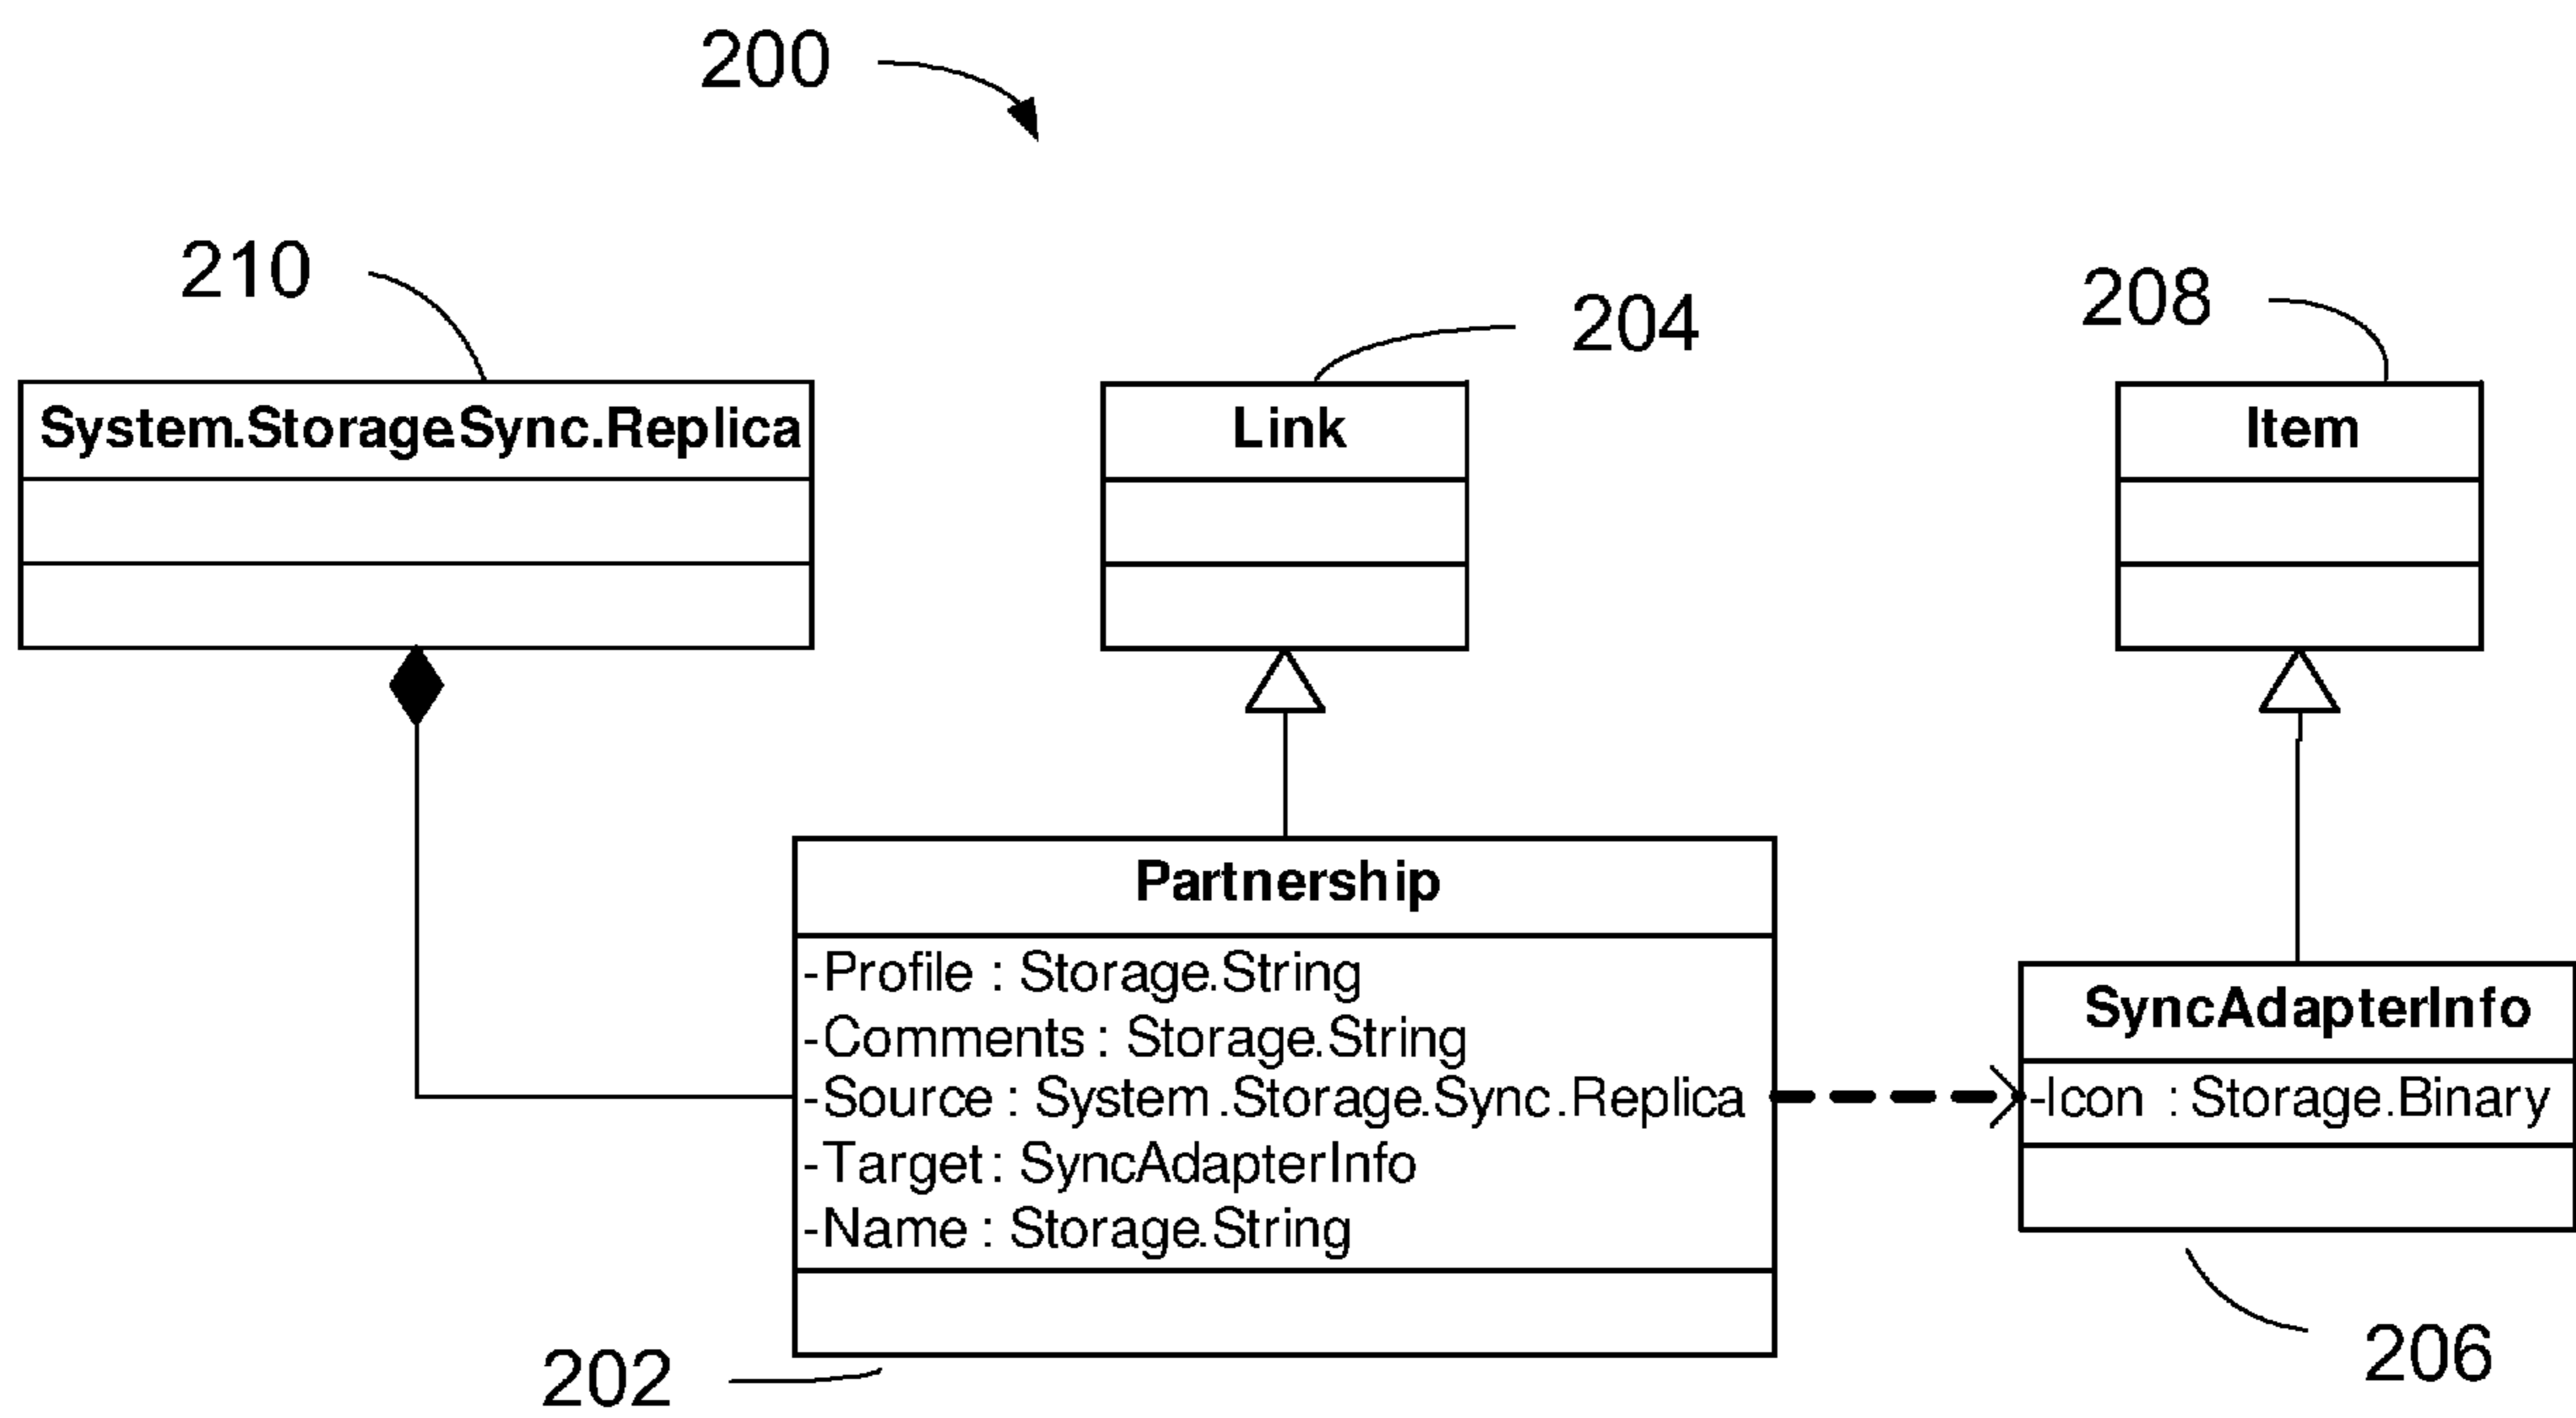 200
210
204
208
System.StorageSync.Replica
Link
Item
Partnership
-Profile : Storage.String
-Comments : Storage.String
-Source : System.Storage.Sync.Replica
-Target : SyncAdapterInfo
-Name : Storage.String
SyncAdapterInfo
-Icon : Storage.Binary
202
206